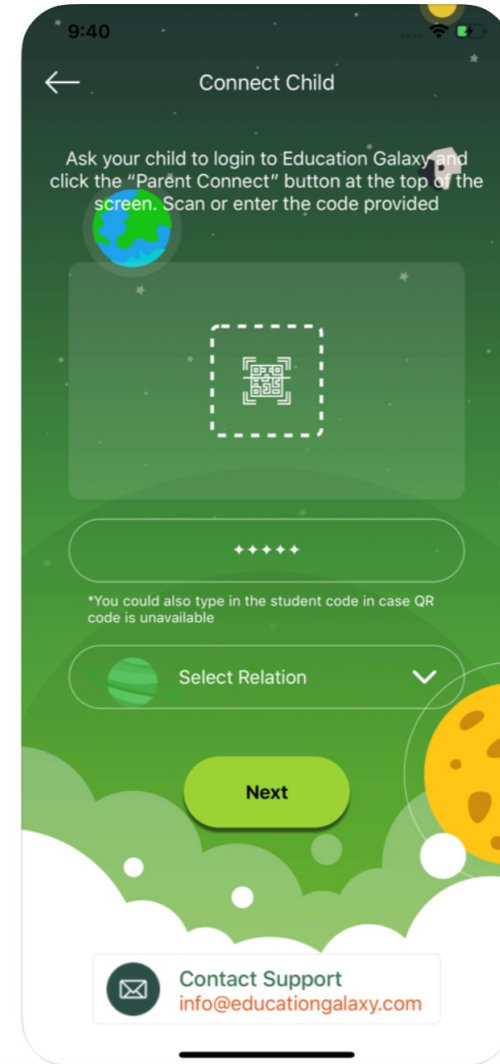 9:40
Connect Child
Ask your child to login to Education Galaxy and
click the “Parent Connect” button at the top of the
screen. Scan or enter the code provided
*You could also type in the student code in case QR
code is unavailable
Select Relation
Next
Contact Support
info@educationgalaxy.com